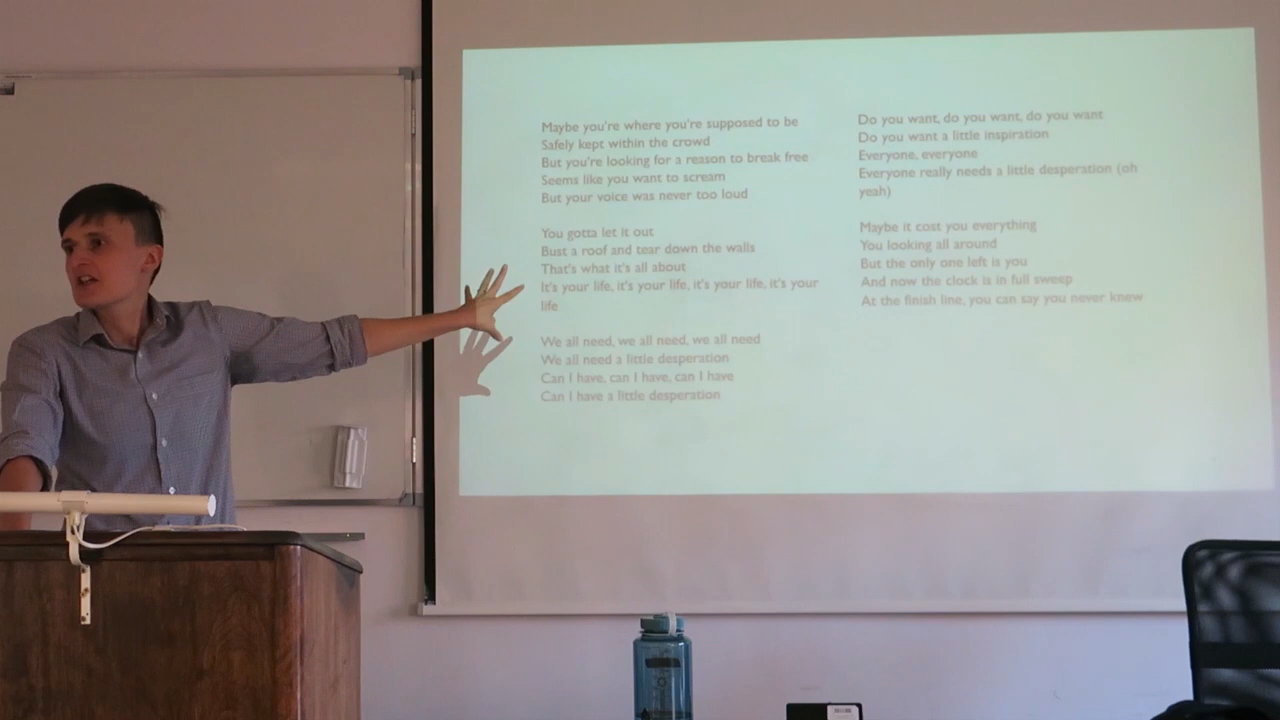 Maybe you're where you're supposed to be
Safely kept within the crowd
But you're looking for a reason to break free
Seems like you want to scream
But your voice was never too loud
You gotta let it out
Bust a roof and tear down the walls
That's what it's all about
It's your life, it's your life, it's your life, it's your
life
We all need, we all need, we all need
We all need a little desperation
Can I have, can I have, can I have
Can I have a little desperation
Do you want, do you want, do you want
Do you want a little inspiration
Everyone, everyone
Everyone really needs a little desperation (oh
yeah)
Maybe it cost you everything
You looking all around
But the only one left is you
And now the clock is in full sweep
At the finish line, you can say you never knew